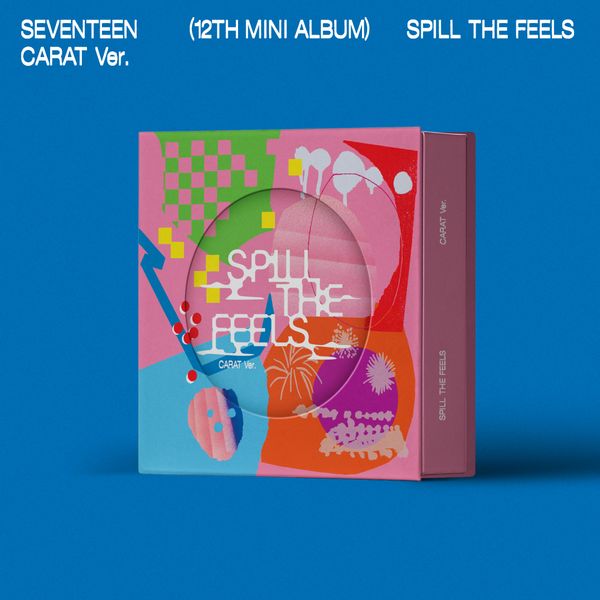 SEVENTEEN (12TH MINI ALBUM) SPILL THE FEELS
CARAT Ver.
SPILL
THE
FEELS
CARAT Ver.
CARAT Ver.
SPILL THE FEELS